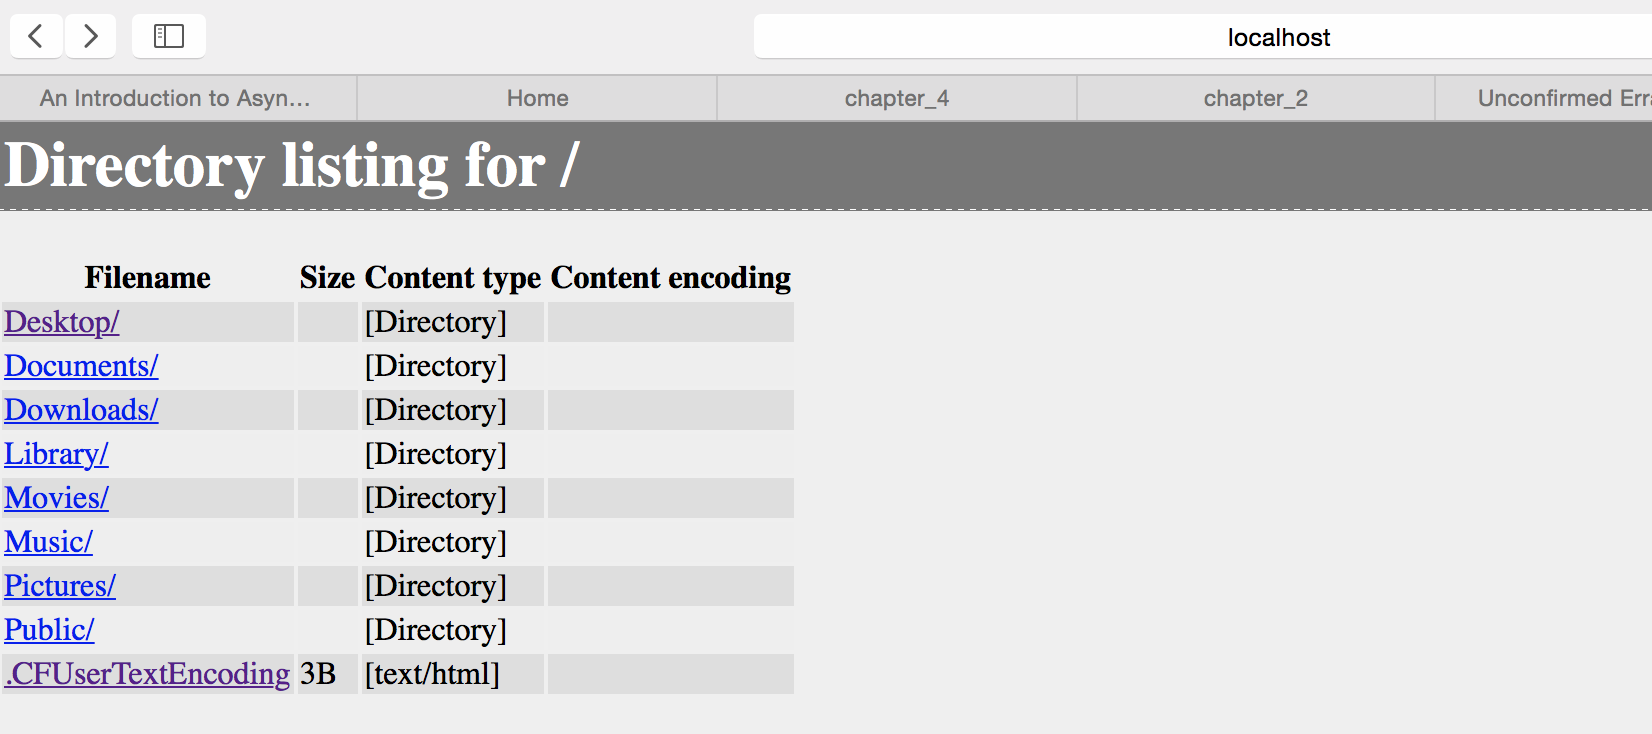 localhost
An Introduction to Asyn... Home chapter_4 chapter_2 Unconfirmed Err
Directory listing for /
Filename Size Content type Content encoding
Desktop/ [Directory]
Documents/ [Directory]
Downloads/ [Directory]
Library/ [Directory]
Movies/ [Directory]
Music/ [Directory]
Pictures/ [Directory]
Public/ [Directory]
.CFUserTextEncoding 3B [text/html]